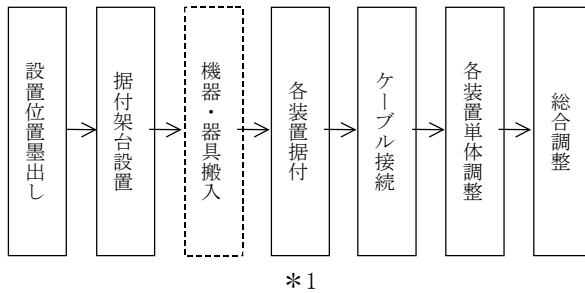 設置位置墨出し
据付架台設置
機器・器具搬入
各装置据付
ケーブル接続
各装置単体調整
総合調整
＊1